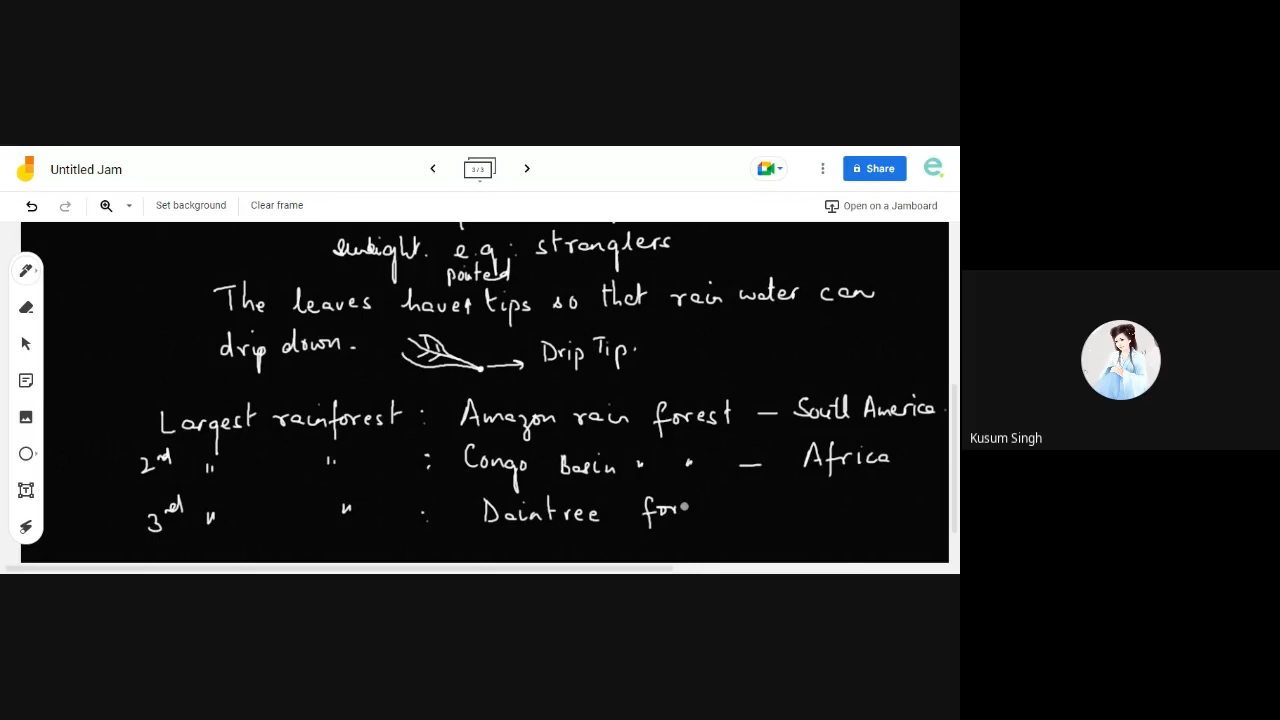 Untitled Jam
3/3
Share
Set background
Clear frame
Open on a Jamboard
sunlight. e.g: stranglers
pointed
The leaves have tips so that rain water can
drip down. → Drip Tip.
Largest rainforest : Amazon rain forest — South America.
2nd " " : Congo Basin " " — Africa
3rd " " : Daintree for
Kusum Singh